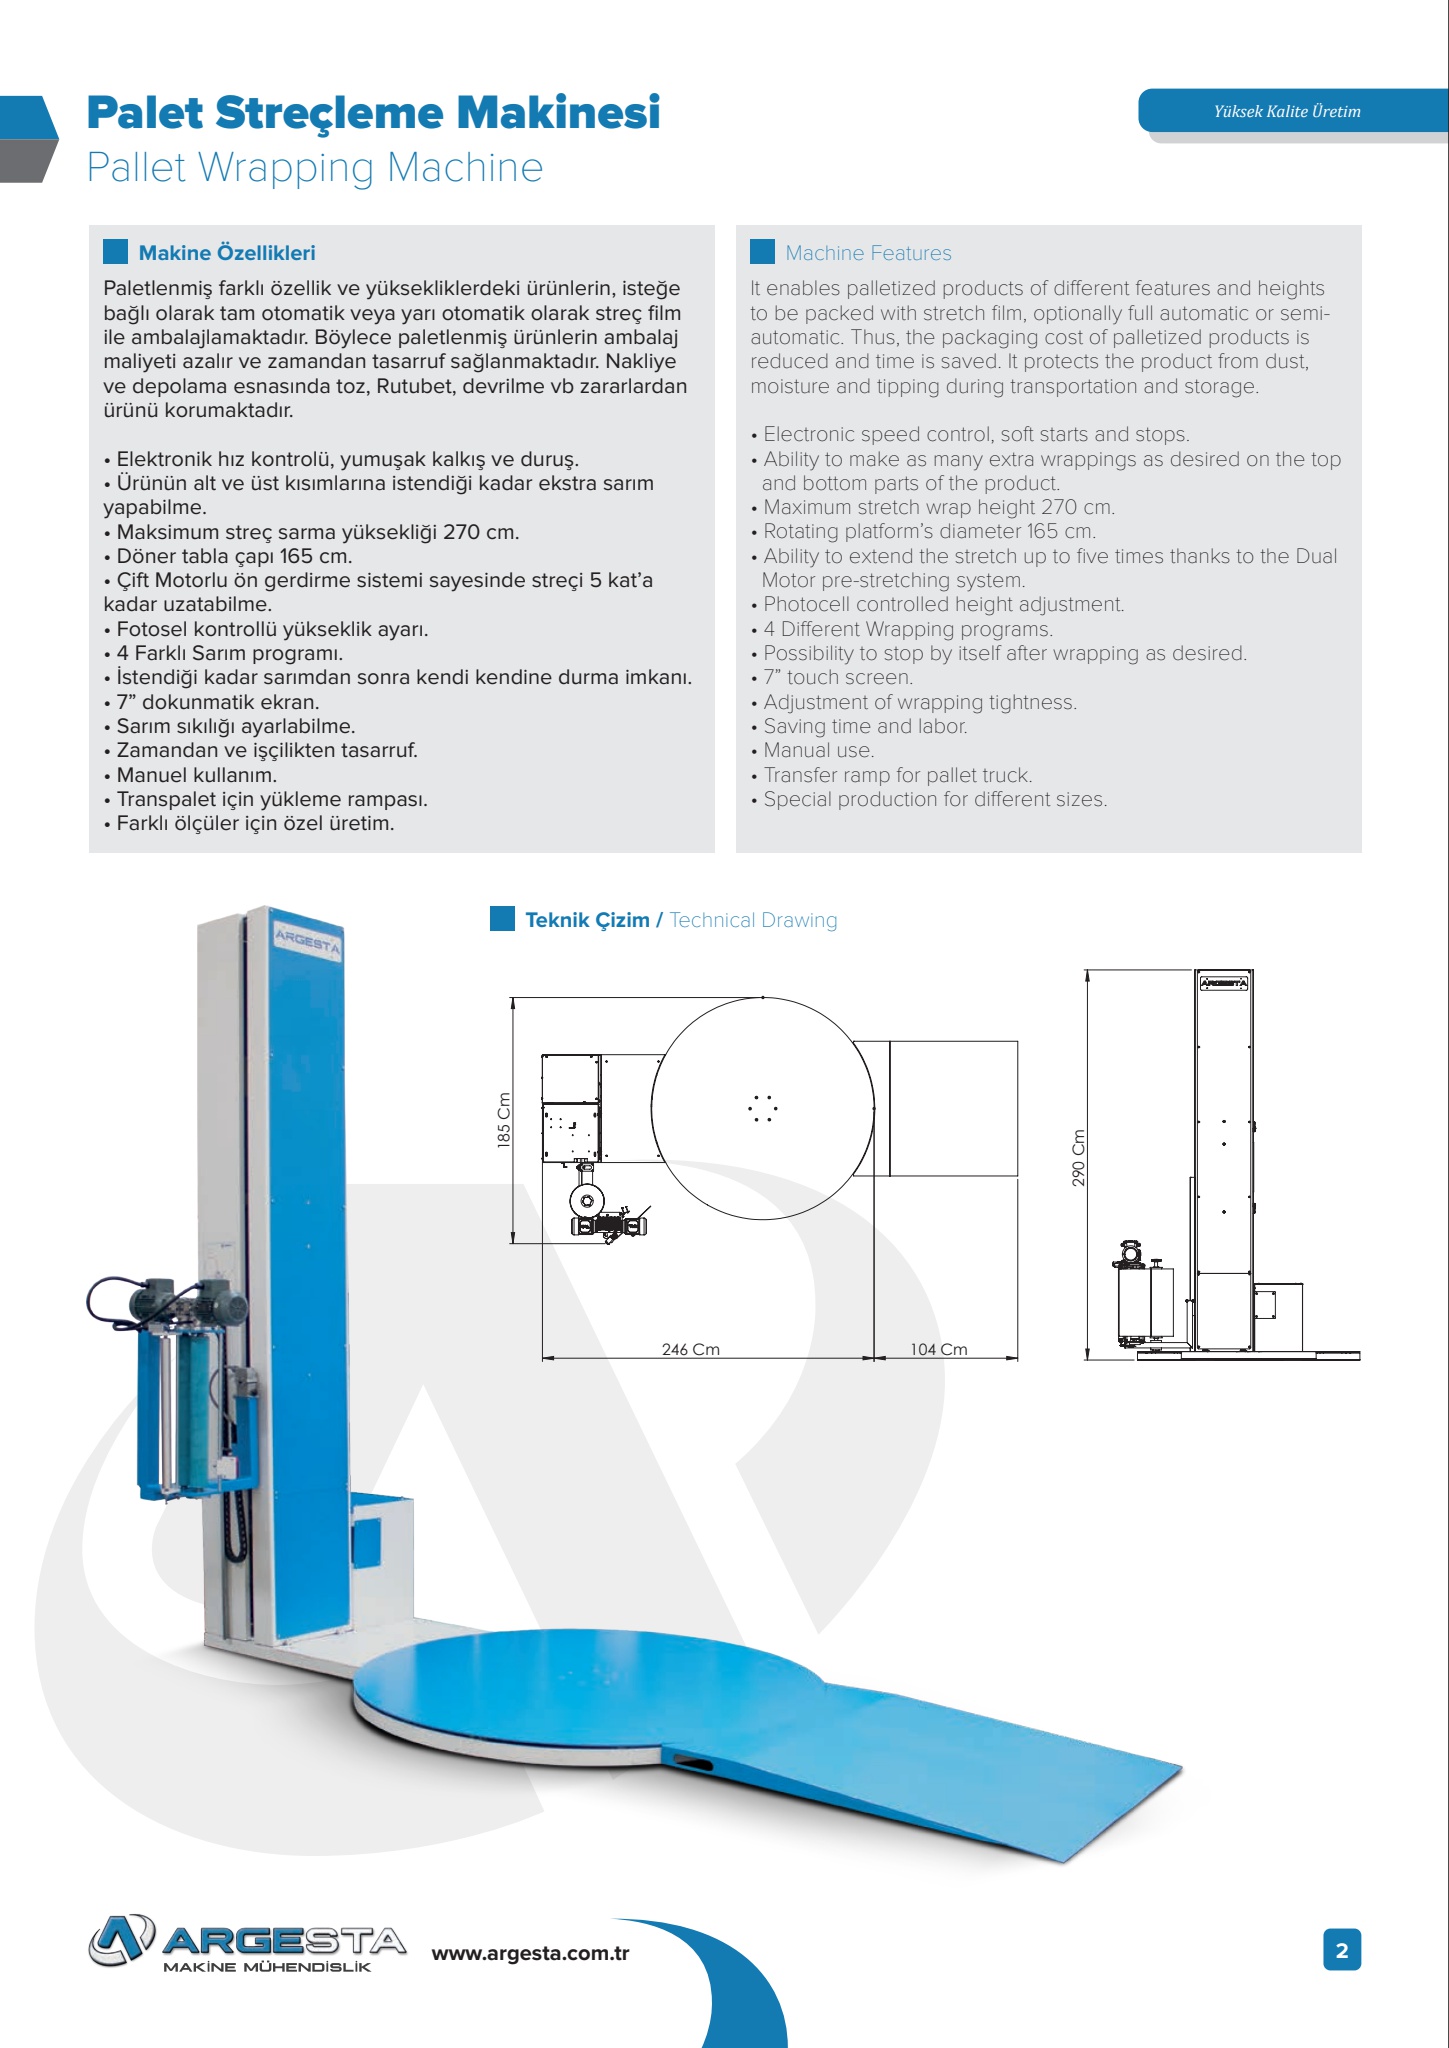 Palet Streçleme Makinesi
Pallet Wrapping Machine
Yüksek Kalite Üretim
Makine Özellikleri
Paletlenmiş farklı özellik ve yüksekliklerdeki ürünlerin, isteğe
bağlı olarak tam otomatik veya yarı otomatik olarak streç film
ile ambalajlamaktadır. Böylece paletlenmiş ürünlerin ambalaj
maliyeti azalır ve zamandan tasarruf sağlanmaktadır. Nakliye
ve depolama esnasında toz, Rutubet, devrilme vb zararlardan
ürünü korumaktadır.
• Elektronik hız kontrolü, yumuşak kalkış ve duruş.
• Ürünün alt ve üst kısımlarına istendiği kadar ekstra sarım
yapabilme.
• Maksimum streç sarma yüksekliği 270 cm.
• Döner tabla çapı 165 cm.
• Çift Motorlu ön gerdirme sistemi sayesinde streçi 5 kat’a
kadar uzatabilme.
• Fotosel kontrollü yükseklik ayarı.
• 4 Farklı Sarım programı.
• İstendiği kadar sarımdan sonra kendi kendine durma imkanı.
• 7” dokunmatik ekran.
• Sarım sıkılığı ayarlabilme.
• Zamandan ve işçilikten tasarruf.
• Manuel kullanım.
• Transpalet için yükleme rampası.
• Farklı ölçüler için özel üretim.
Machine Features
It enables palletized products of different features and heights
to be packed with stretch film, optionally full automatic or semi-
automatic. Thus, the packaging cost of palletized products is
reduced and time is saved. It protects the product from dust,
moisture and tipping during transportation and storage.
• Electronic speed control, soft starts and stops.
• Ability to make as many extra wrappings as desired on the top
and bottom parts of the product.
• Maximum stretch wrap height 270 cm.
• Rotating platform’s diameter 165 cm.
• Ability to extend the stretch up to five times thanks to the Dual
Motor pre-stretching system.
• Photocell controlled height adjustment.
• 4 Different Wrapping programs.
• Possibility to stop by itself after wrapping as desired.
• 7” touch screen.
• Adjustment of wrapping tightness.
• Saving time and labor.
• Manual use.
• Transfer ramp for pallet truck.
• Special production for different sizes.
Teknik Çizim / Technical Drawing
ARGESTA
ARGESTA
185 Cm
290 Cm
246 Cm
104 Cm
ARGESTA
MAKİNE MÜHENDİSLİK
www.argesta.com.tr
2